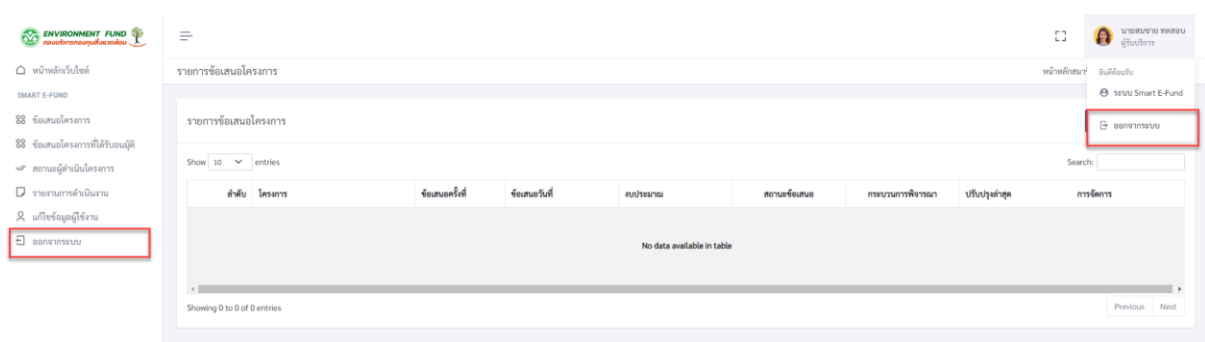 ENVIRONMENT FUND
กองบริหารกองทุนสิ่งแวดล้อม
นายสมชาย ทดสอบ
ผู้รับบริการ
หน้าหลักเว็บไซต์
รายการข้อเสนอโครงการ
หน้าหลักสมา
ยินดีต้อนรับ
SMART E-FUND
ระบบ Smart E-Fund
ข้อเสนอโครงการ
รายการข้อเสนอโครงการ
ออกจากระบบ
ข้อเสนอโครงการที่ได้รับอนุมัติ
สถานะผู้ดำเนินโครงการ
Show 10 entries
Search:
รายงานการดำเนินงาน
ลำดับ โครงการ ข้อเสนอครั้งที่ ข้อเสนอวันที่ งบประมาณ สถานะข้อเสนอ กระบวนการพิจารณา ปรับปรุงล่าสุด การจัดการ
แก้ไขข้อมูลผู้ใช้งาน
ออกจากระบบ
No data available in table
Showing 0 to 0 of 0 entries
Previous Next